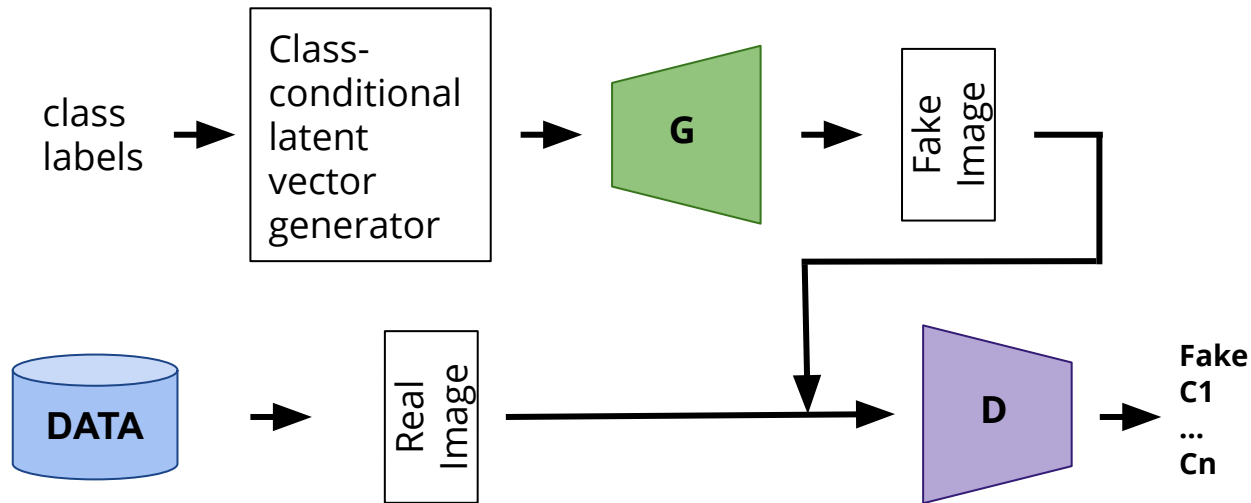 class
labels
Class-
conditional
latent
vector
generator
G
Fake
Image
DATA
Real
Image
D
Fake
C1
...
Cn